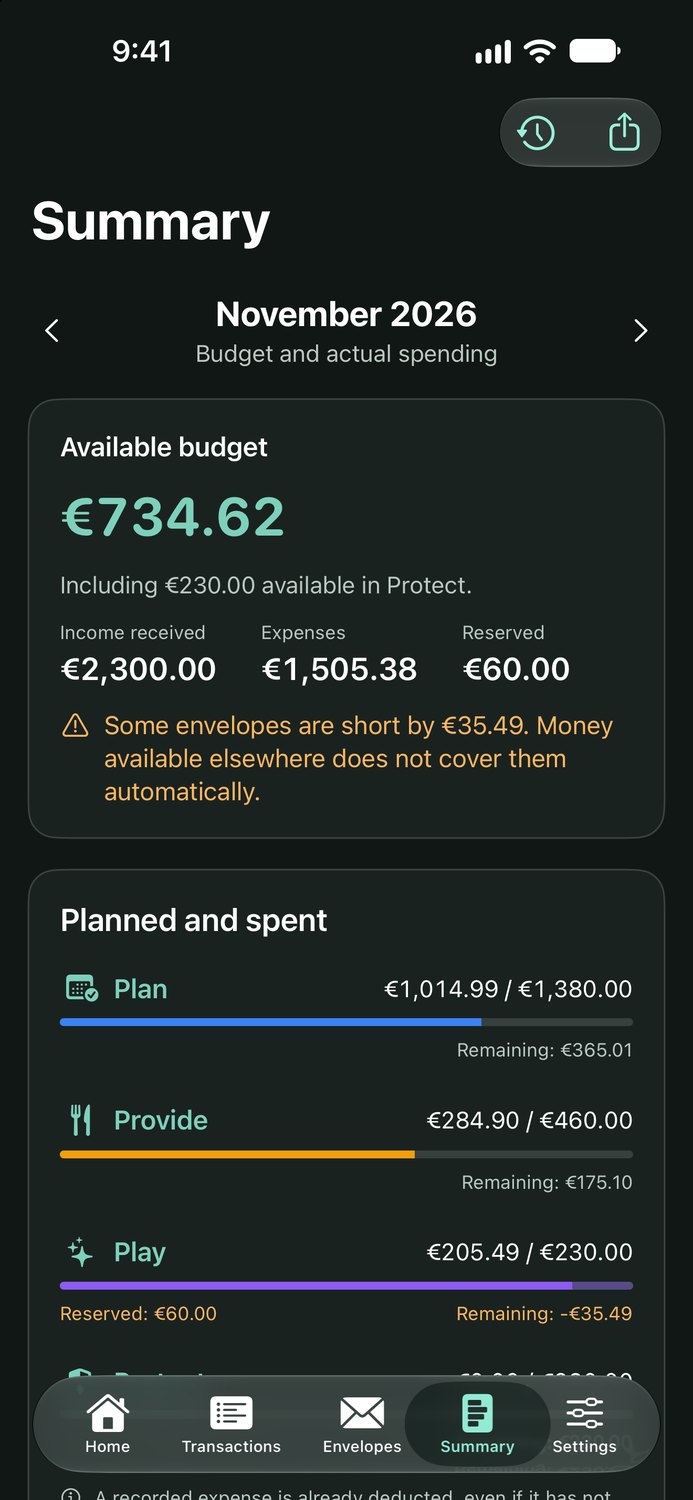 9:41
Summary
November 2026
Budget and actual spending
Available budget
€734.62
Including €230.00 available in Protect.
Income received Expenses Reserved
€2,300.00 €1,505.38 €60.00
Some envelopes are short by €35.49. Money
available elsewhere does not cover them
automatically.
Planned and spent
Plan €1,014.99 / €1,380.00
Remaining: €365.01
Provide €284.90 / €460.00
Remaining: €175.10
Play €205.49 / €230.00
Reserved: €60.00 Remaining: -€35.49
Home Transactions Envelopes Summary Settings
A recorded expense is already deducted, even if it has not